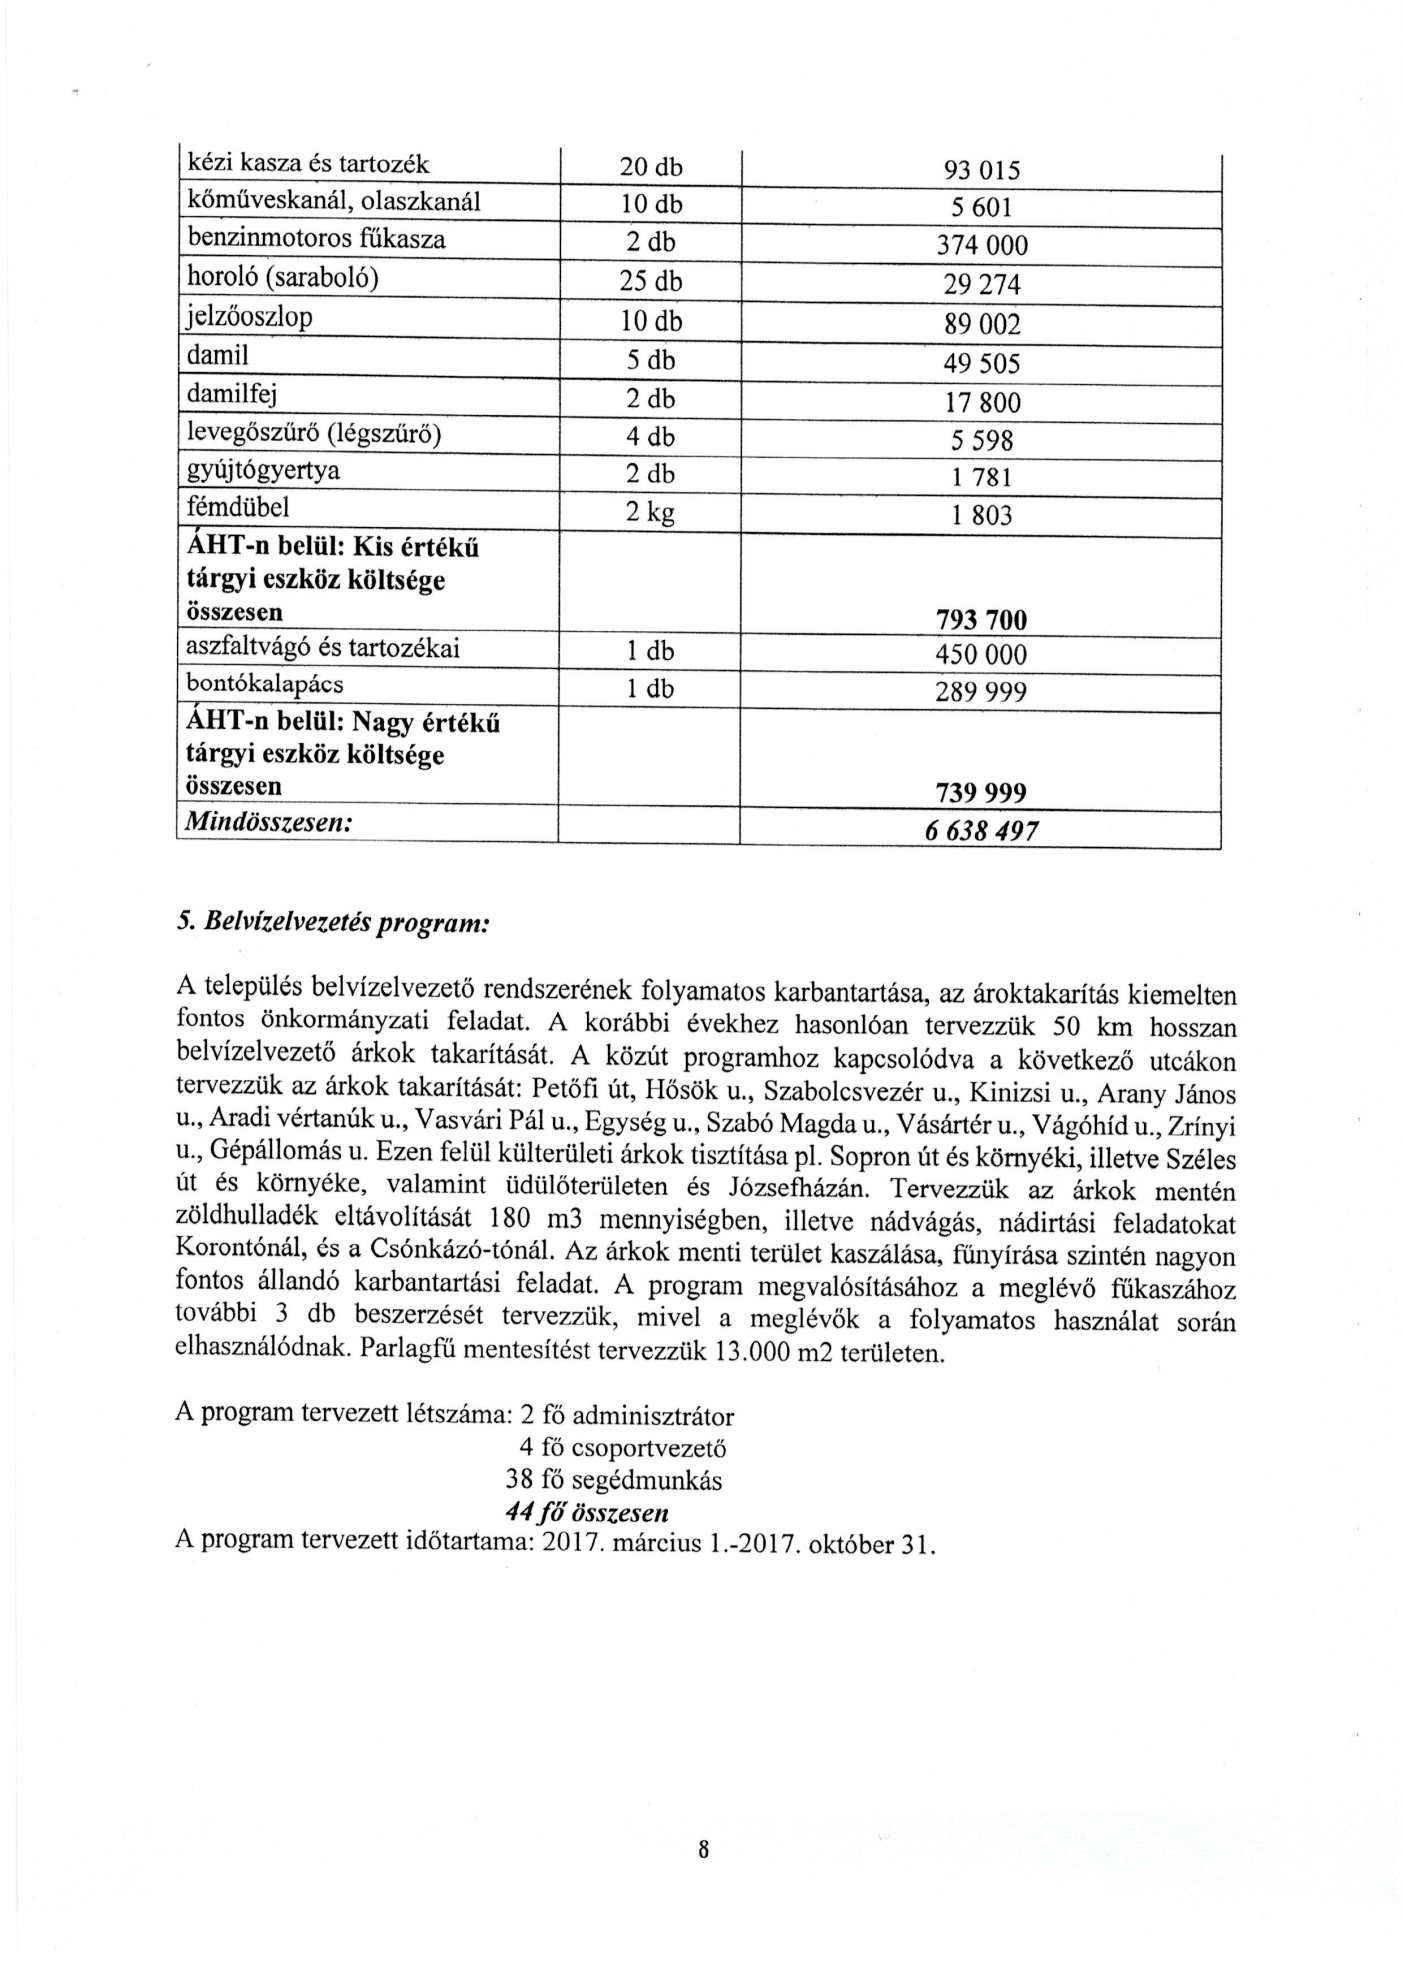 kézi kasza és tartozék 20 db 93 015
kőműveskanál, olaszkanál 10 db 5 601
benzinmotoros fűkasza 2 db 374 000
horoló (saraboló) 25 db 29 274
jelzőoszlop 10 db 89 002
damil 5 db 49 505
damilfej 2 db 17 800
levegőszűrő (légszűrő) 4 db 5 598
gyújtógyertya 2 db 1 781
fémdübel 2 kg 1 803
ÁHT-n belül: Kis értékű
tárgyi eszköz költsége
összesen 793 700
aszfaltvágó és tartozékai 1 db 450 000
bontókalapács 1 db 289 999
ÁHT-n belül: Nagy értékű
tárgyi eszköz költsége
összesen 739 999
Mindösszesen: 6 638 497
5. Belvízelvezetés program:
A település belvízelvezető rendszerének folyamatos karbantartása, az ároktakarítás kiemelten
fontos önkormányzati feladat. A korábbi évekhez hasonlóan tervezzük 50 km hosszan
belvízelvezető árkok takarítását. A közút programhoz kapcsolódva a következő utcákon
tervezzük az árkok takarítását: Petőfi út, Hősök u., Szabolcsvezér u., Kinizsi u., Arany János
u., Aradi vértanúk u., Vasvári Pál u., Egység u., Szabó Magda u., Vásártér u., Vágóhíd u., Zrínyi
u., Gépállomás u. Ezen felül külterületi árkok tisztítása pl. Sopron út és környéki, illetve Széles
út és környéke, valamint üdülőterületen és Józsefházán. Tervezzük az árkok mentén
zöldhulladék eltávolítását 180 m3 mennyiségben, illetve nádvágás, nádirtási feladatokat
Korontónál, és a Csónkázó-tónál. Az árkok menti terület kaszálása, fűnyírása szintén nagyon
fontos állandó karbantartási feladat. A program megvalósításához a meglévő fűkaszához
további 3 db beszerzését tervezzük, mivel a meglévők a folyamatos használat során
elhasználódnak. Parlagfű mentesítést tervezzük 13.000 m2 területen.
A program tervezett létszáma: 2 fő adminisztrátor
4 fő csoportvezető
38 fő segédmunkás
44 fő összesen
A program tervezett időtartama: 2017. március 1.-2017. október 31.
8